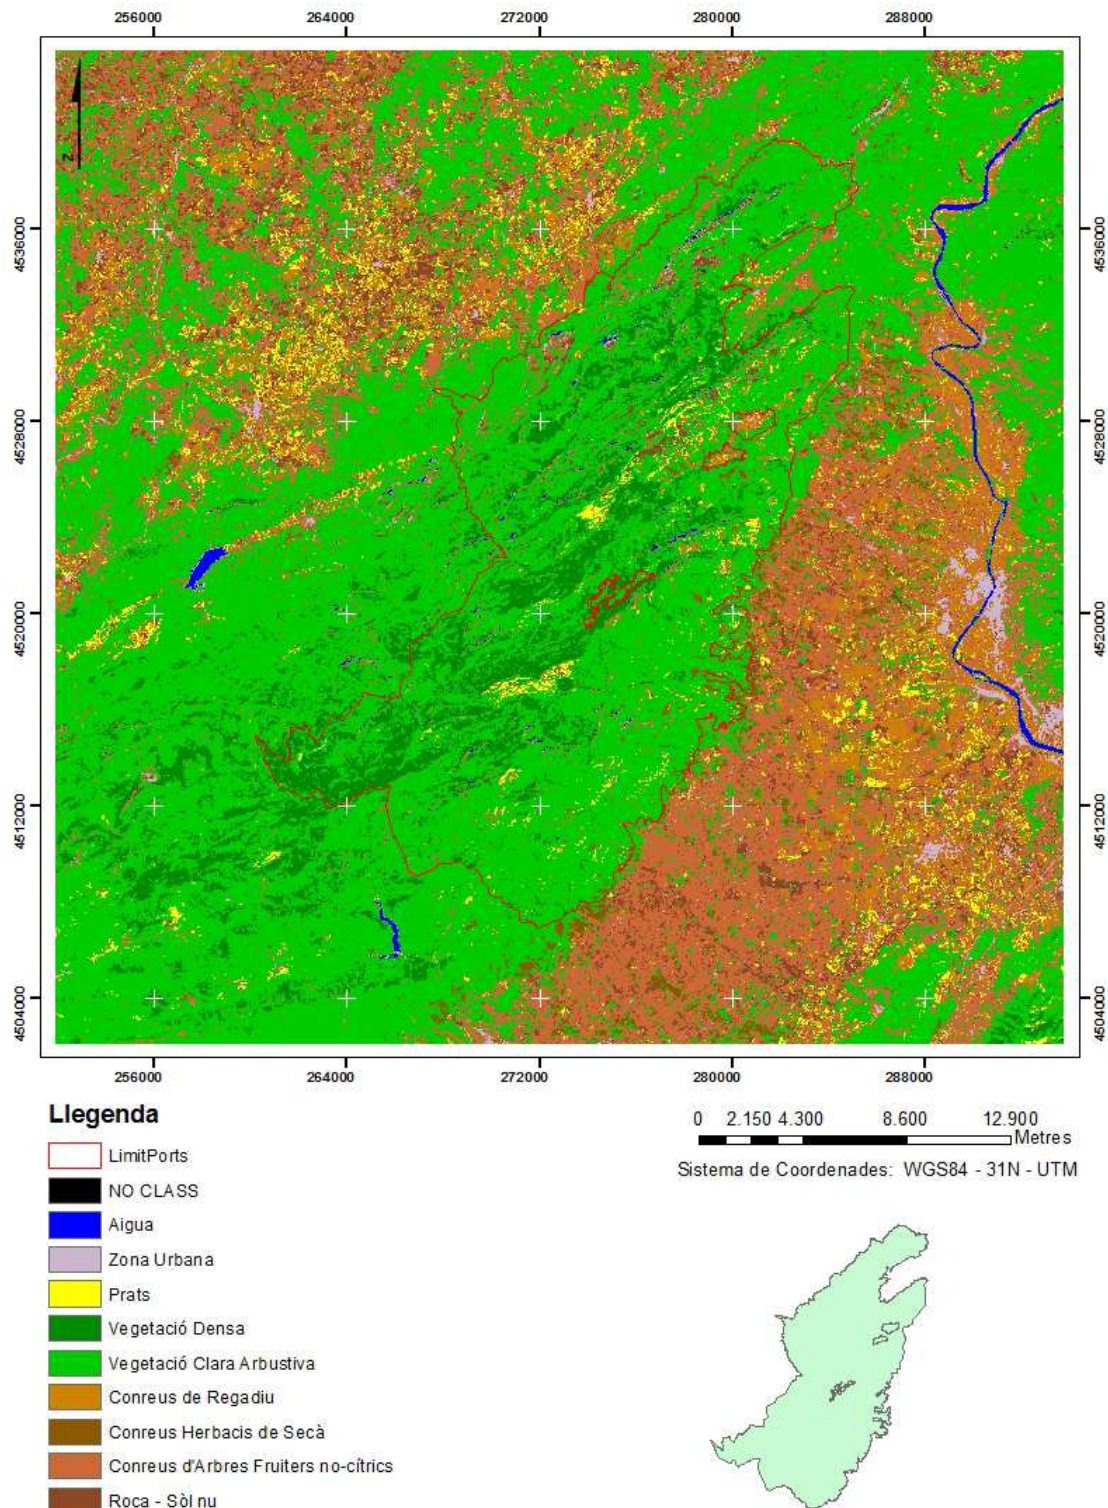 256000 264000 272000 280000 288000
N
4536000 4536000
4528000 4528000
4520000 4520000
4512000 4512000
4504000 4504000
256000 264000 272000 280000 288000
Llegenda
LimitPorts
NO CLASS
Aigua
Zona Urbana
Prats
Vegetació Densa
Vegetació Clara Arbustiva
Conreus de Regadiu
Conreus Herbacis de Secà
Conreus d'Arbres Fruiters no-cítrics
Roca - Sòl nu
0 2.150 4.300 8.600 12.900
Metres
Sistema de Coordenades: WGS84 - 31N - UTM